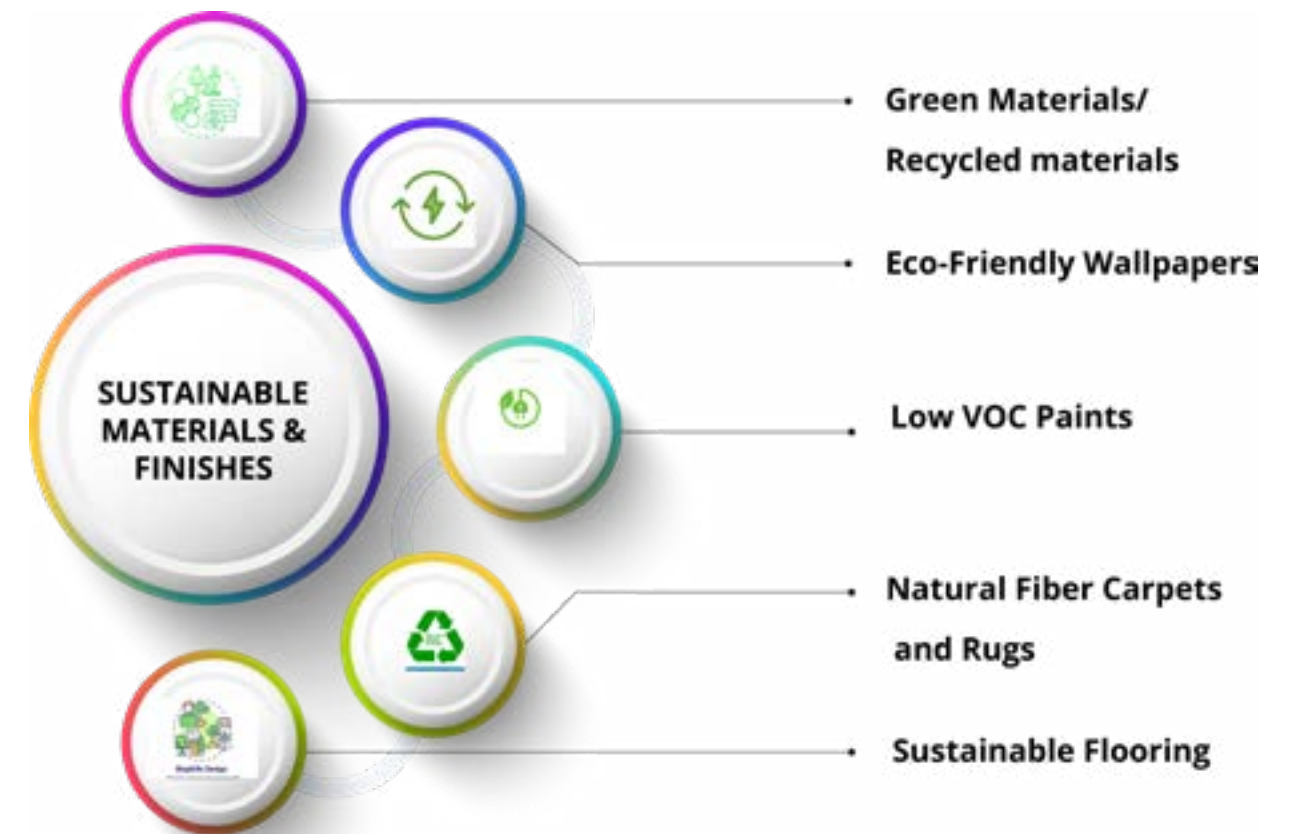 SUSTAINABLE
MATERIALS &
FINISHES
Green Materials/
Recycled materials
Eco-Friendly Wallpapers
Low VOC Paints
Natural Fiber Carpets
and Rugs
Sustainable Flooring